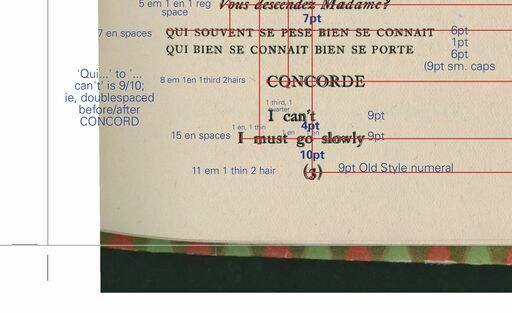 5 em 1 en 1 reg
space
Vous descendez Madame?
7pt
7 en spaces
QUI SOUVENT SE PESE BIEN SE CONNAIT
6pt
1pt
QUI BIEN SE CONNAIT BIEN SE PORTE
6pt
(9pt sm. caps
'Qui...' to '...
can't' is 9/10;
ie, doublespaced
before/after
CONCORD
8 em 1en 1third 2hairs
CONCORDE
1 third, 1
quarter
I can't
9pt
4pt
15 en spaces
1 en, 1 thin
1 en
I must go slowly
9pt
10pt
11 em 1 thin 2 hair
(3)
9pt Old Style numeral